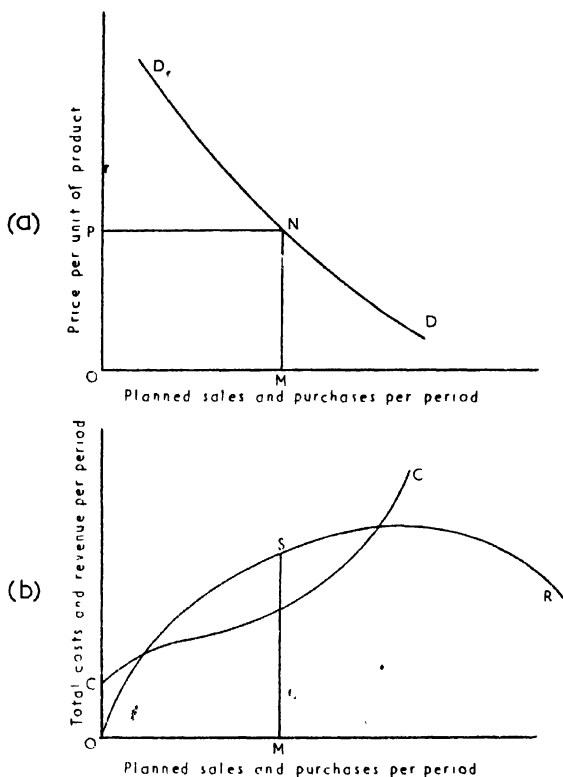 (a)
Price per unit of product
D
P
N
D
O
M
Planned sales and purchases per period
(b)
Total costs and revenue per period
C
S
R
C
O
M
Planned sales and purchases per period